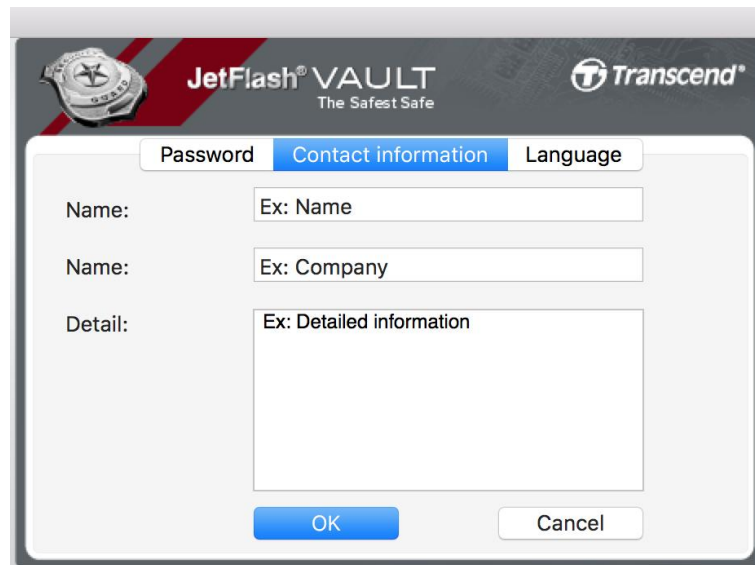 JetFlash® VAULT
The Safest Safe
Transcend®
Password
Contact information
Language
Name:
Ex: Name
Name:
Ex: Company
Detail:
Ex: Detailed information
OK
Cancel